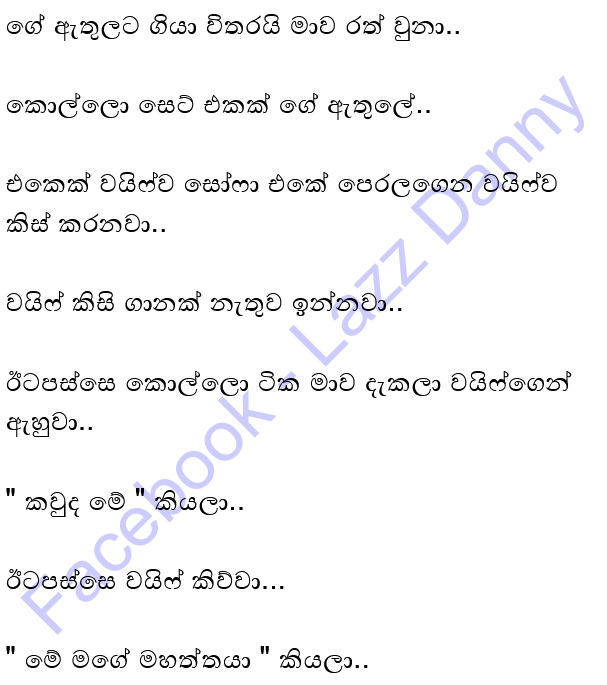 ගේ ඇතුලට ගියා විතරයි මාව රත් වුනා..
කොල්ලො සෙට් එකක් ගේ ඇතුලේ..
එකෙක් වයිෆ්ව සෝෆා එකේ පෙරලගෙන වයිෆ්ව
කිස් කරනවා..
වයිෆ් කිසි ගානක් නැතුව ඉන්නවා..
ඊටපස්සෙ කොල්ලො ටික මාව දැකලා වයිෆ්ගෙන්
ඇහුවා..
" කවුද මේ " කියලා..
ඊටපස්සෙ වයිෆ් කිව්වා...
" මේ මගේ මහත්තයා " කියලා..
Facebook - Lazz Danny